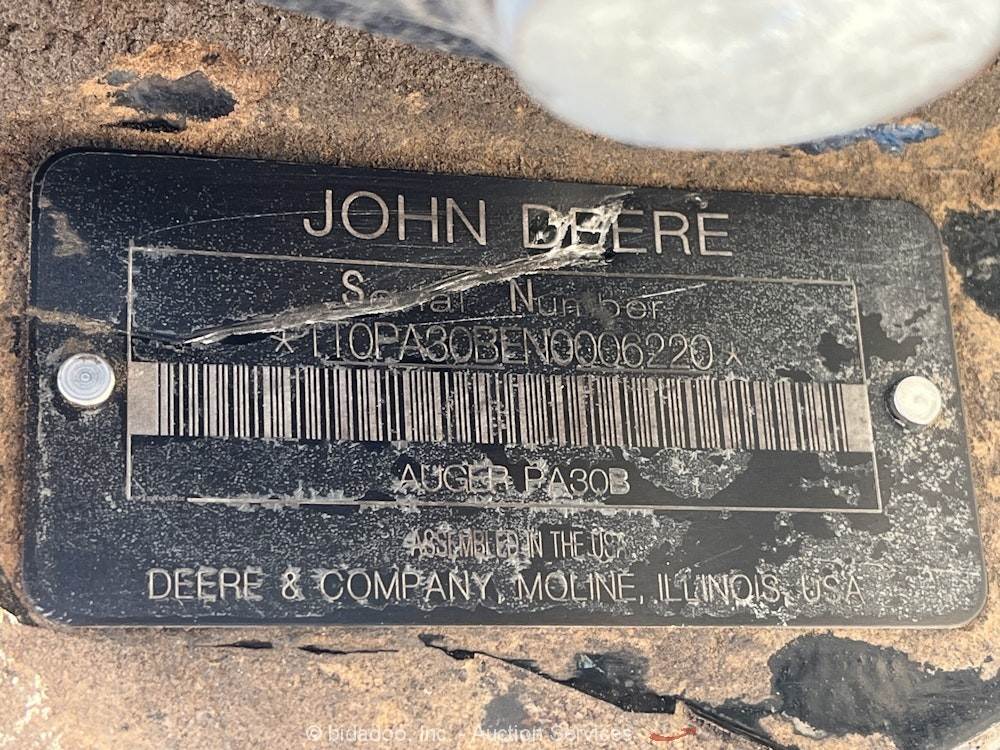 JOHN DEERE
Serial Number
*1T0PA30BEN0006220*
AUGER PA30B
ASSEMBLED IN THE USA
DEERE & COMPANY, MOLINE, ILLINOIS, USA
© bidadoo, Inc. - Auction Services